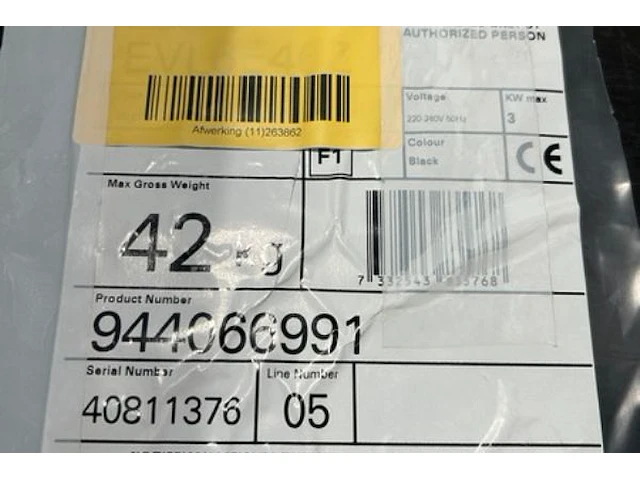 AUTHORIZED PERSON
Afwerking (11)263862
Voltage
KW max
220-240V 50Hz
3
F1
Colour
Black
CE
Max Gross Weight
42 kg
Product Number
944066991
Serial Number
Line Number
40811376
05